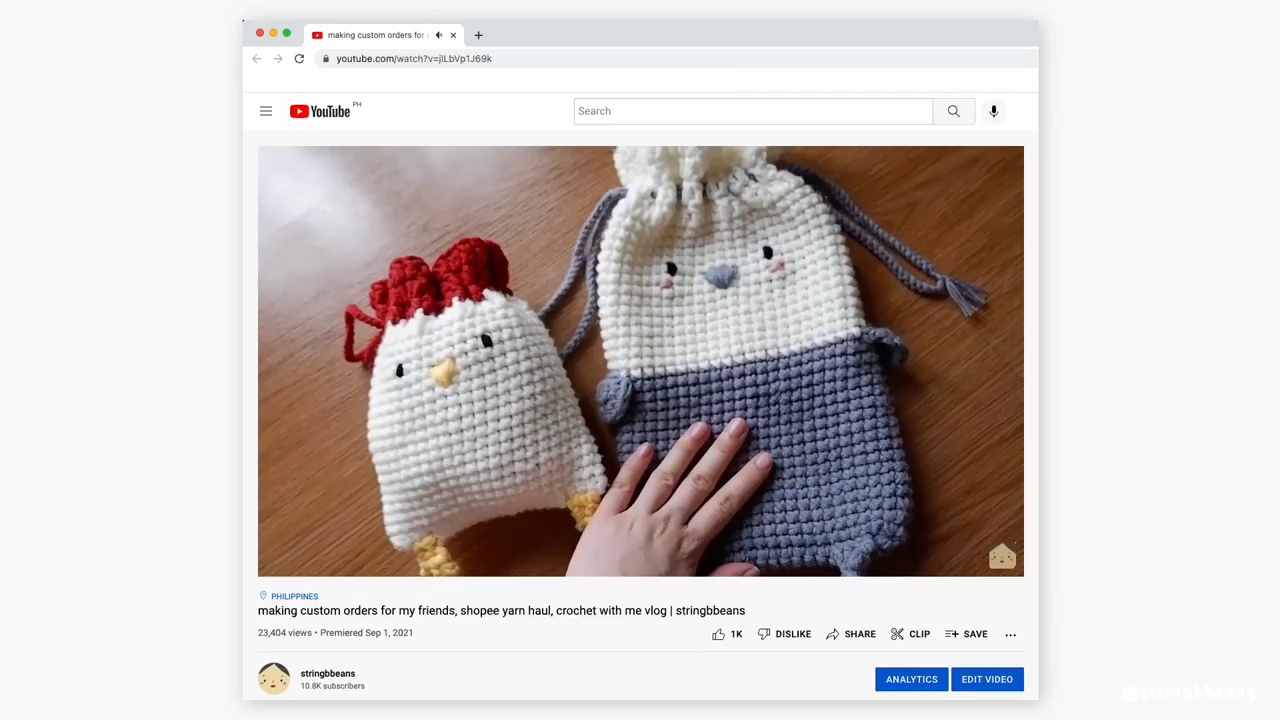 making custom orders for
youtube.com/watch?v=jlLbVp1J69k
YouTube PH
Search
PHILIPPINES
making custom orders for my friends, shopee yarn haul, crochet with me vlog | stringbbeans
23,404 views • Premiered Sep 1, 2021
1K DISLIKE SHARE CLIP SAVE
stringbbeans
10.8K subscribers
ANALYTICS EDIT VIDEO
@stringbbeans